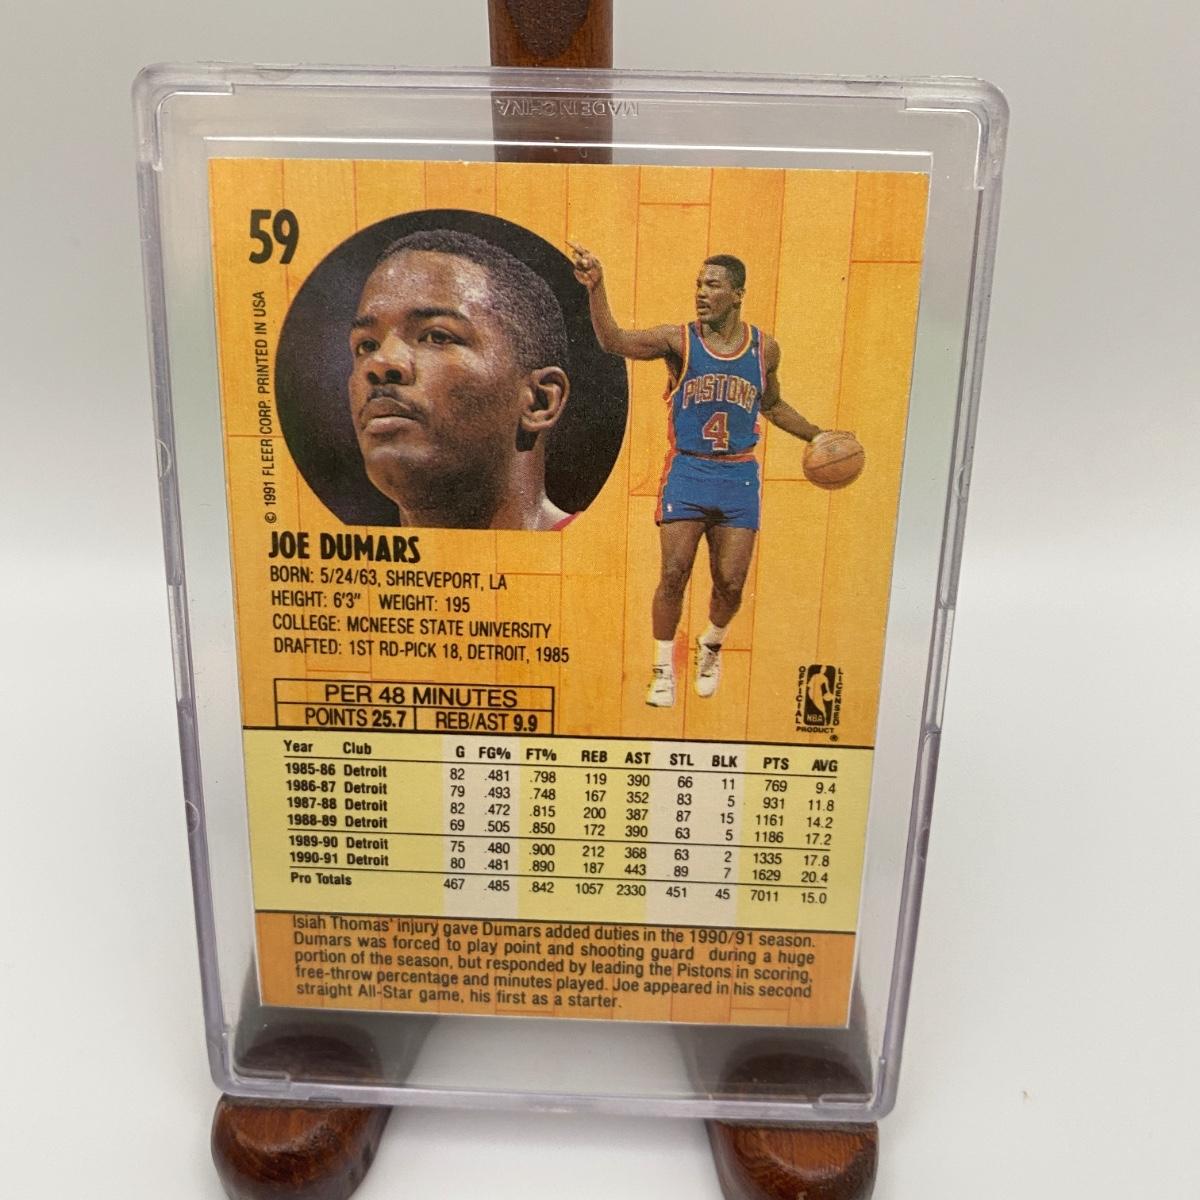 MADE IN CHINA
59
© 1991 FLEER CORP. PRINTED IN USA
PISTONS
4
JOE DUMARS
BORN: 5/24/63, SHREVEPORT, LA
HEIGHT: 6'3" WEIGHT: 195
COLLEGE: MCNEESE STATE UNIVERSITY
DRAFTED: 1ST RD-PICK 18, DETROIT, 1985
OFFICIAL LICENSED
NBA
PRODUCT ®
PER 48 MINUTES
POINTS 25.7 REB/AST 9.9
Year Club G FG% FT% REB AST STL BLK PTS AVG
1985-86 Detroit 82 .481 .798 119 390 66 11 769 9.4
1986-87 Detroit 79 .493 .748 167 352 83 5 931 11.8
1987-88 Detroit 82 .472 .815 200 387 87 15 1161 14.2
1988-89 Detroit 69 .505 .850 172 390 63 5 1186 17.2
1989-90 Detroit 75 .480 .900 212 368 63 2 1335 17.8
1990-91 Detroit 80 .481 .890 187 443 89 7 1629 20.4
Pro Totals 467 .485 .842 1057 2330 451 45 7011 15.0
Isiah Thomas' injury gave Dumars added duties in the 1990/91 season.
Dumars was forced to play point and shooting guard during a huge
portion of the season, but responded by leading the Pistons in scoring,
free-throw percentage and minutes played. Joe appeared in his second
straight All-Star game, his first as a starter.